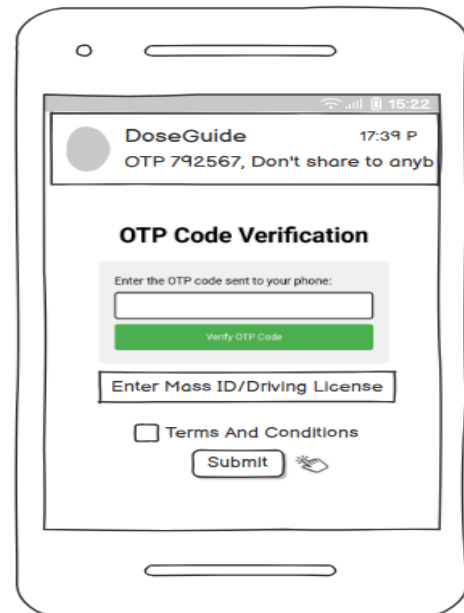 15:22
DoseGuide 17:39 P
OTP 792567, Don't share to anyb
OTP Code Verification
Enter the OTP code sent to your phone:
Verify OTP Code
Enter Mass ID/Driving License
Terms And Conditions
Submit